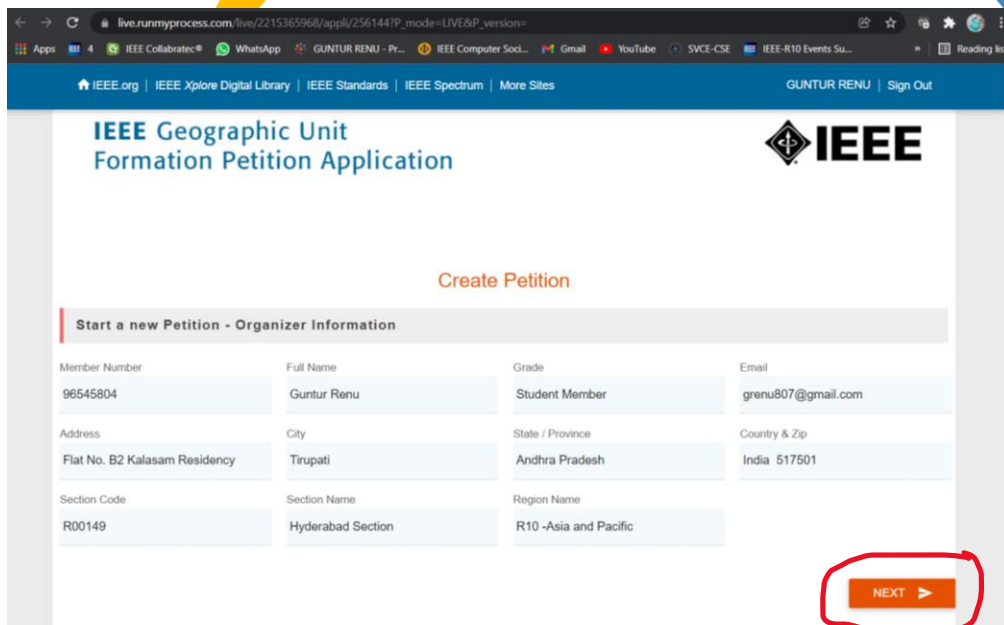 live.runmyprocess.com/live/2215365968/appli/256144?P_mode=LIVE&P_version=
Apps 4 IEEE Collabratec® WhatsApp GUNTUR RENU - Pr... IEEE Computer Soci... Gmail YouTube SVCE-CSE IEEE-R10 Events Su... » Reading lis
IEEE.org | IEEE Xplore Digital Library | IEEE Standards | IEEE Spectrum | More Sites GUNTUR RENU | Sign Out
IEEE Geographic Unit
Formation Petition Application
IEEE
Create Petition
Start a new Petition - Organizer Information
Member Number Full Name Grade Email
96545804 Guntur Renu Student Member grenu807@gmail.com
Address City State / Province Country & Zip
Flat No. B2 Kalasam Residency Tirupati Andhra Pradesh India 517501
Section Code Section Name Region Name
R00149 Hyderabad Section R10 -Asia and Pacific
NEXT